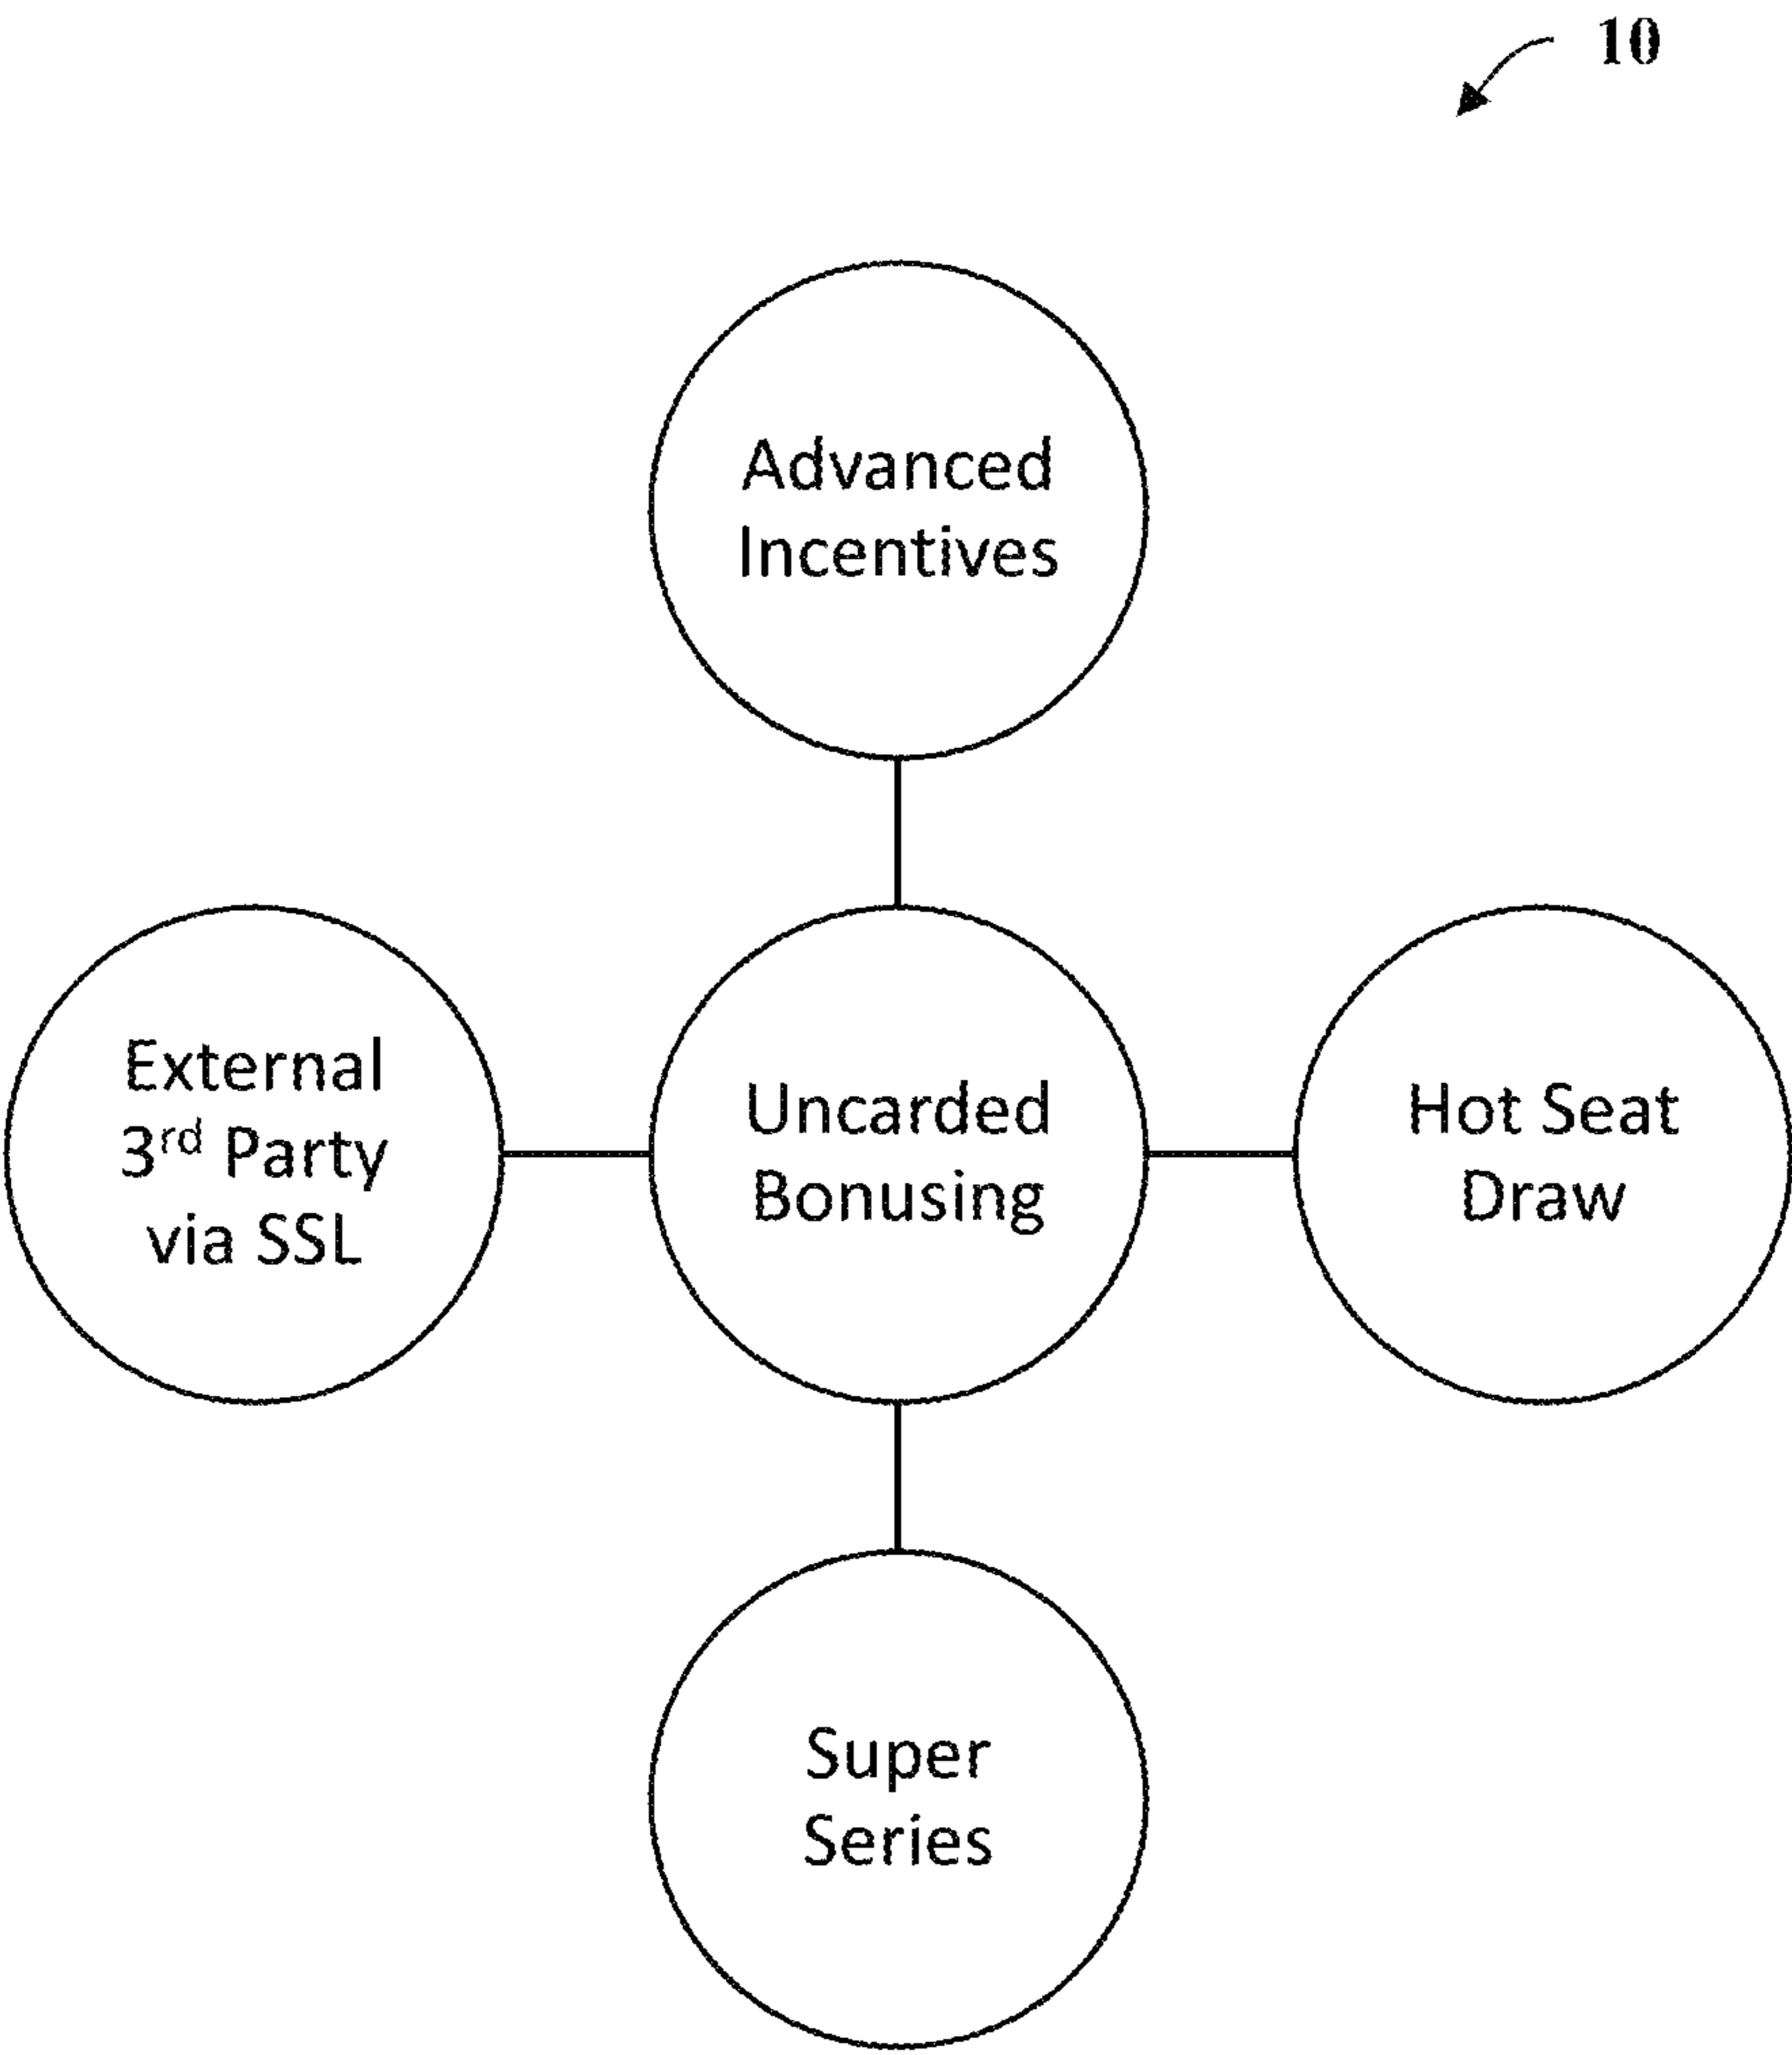 10
Advanced
Incentives
External
3rd Party
via SSL
Uncarded
Bonusing
Hot Seat
Draw
Super
Series